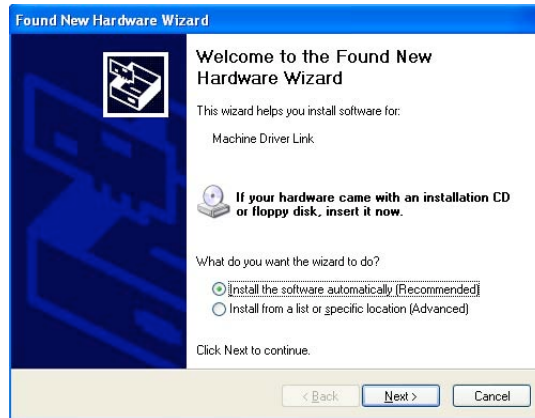 Found New Hardware Wizard
Welcome to the Found New
Hardware Wizard
This wizard helps you install software for:
Machine Driver Link
If your hardware came with an installation CD
or floppy disk, insert it now.
What do you want the wizard to do?
Install the software automatically (Recommended)
Install from a list or specific location (Advanced)
Click Next to continue.
< Back Next > Cancel